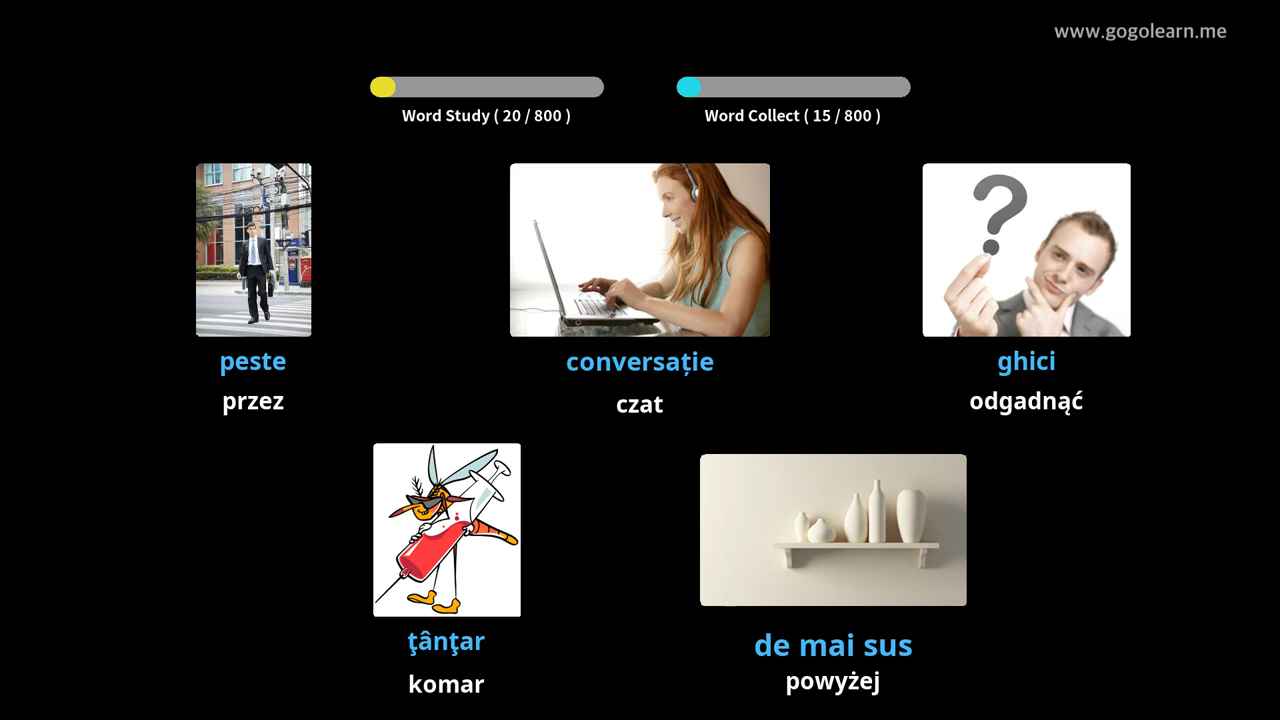 www.gogolearn.me
Word Study ( 20 / 800 )
Word Collect ( 15 / 800 )
peste
przez
conversație
czat
ghici
odgadnąć
ţânţar
komar
de mai sus
powyżej